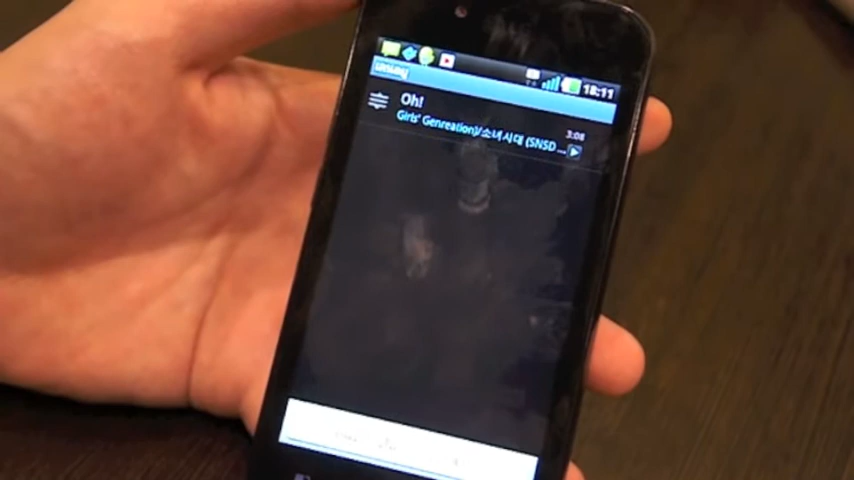 18:11
Oh!
3:08
Girls' Genreation)/소녀시대 (SNSD ...